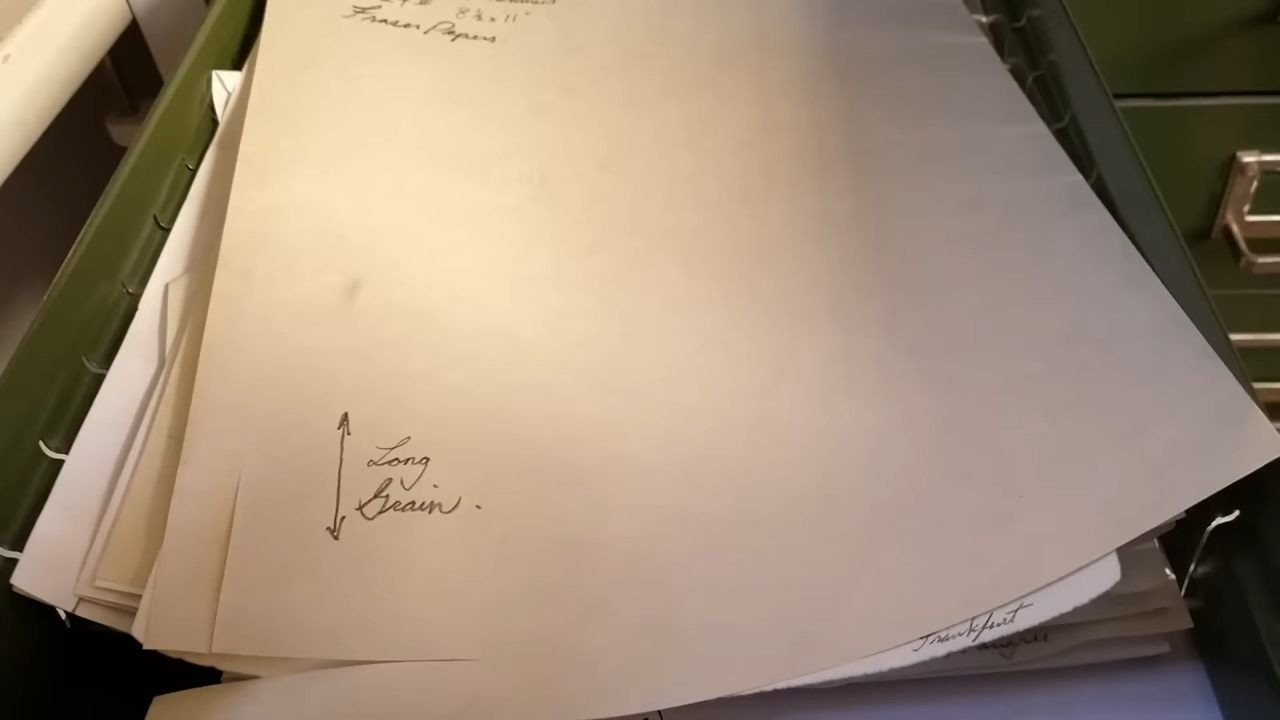 8½ x 11"
Fraser Papers
Long
Grain.
Frankfurt